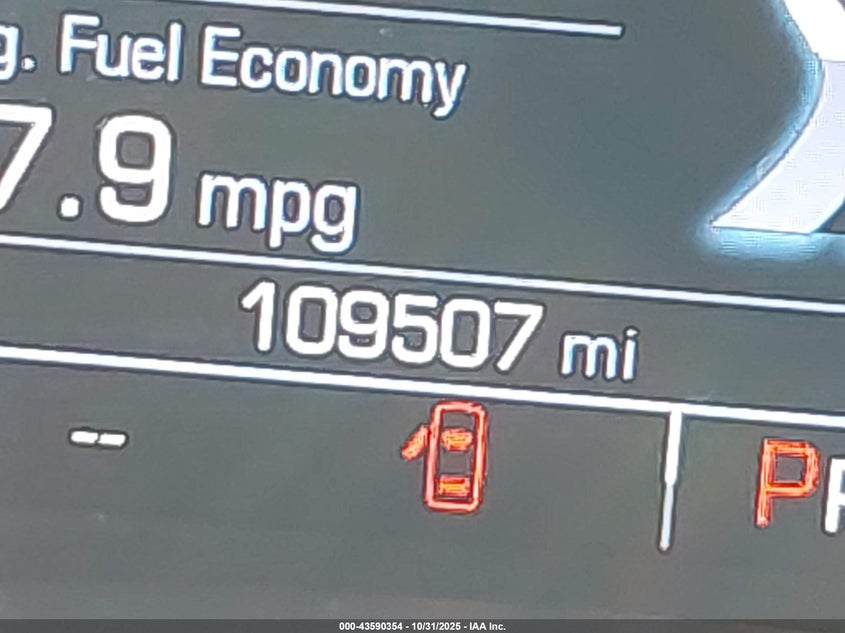 g. Fuel Economy
7.9 mpg
109507 mi
--
P
000-43590354 - 10/31/2025 - IAA Inc.